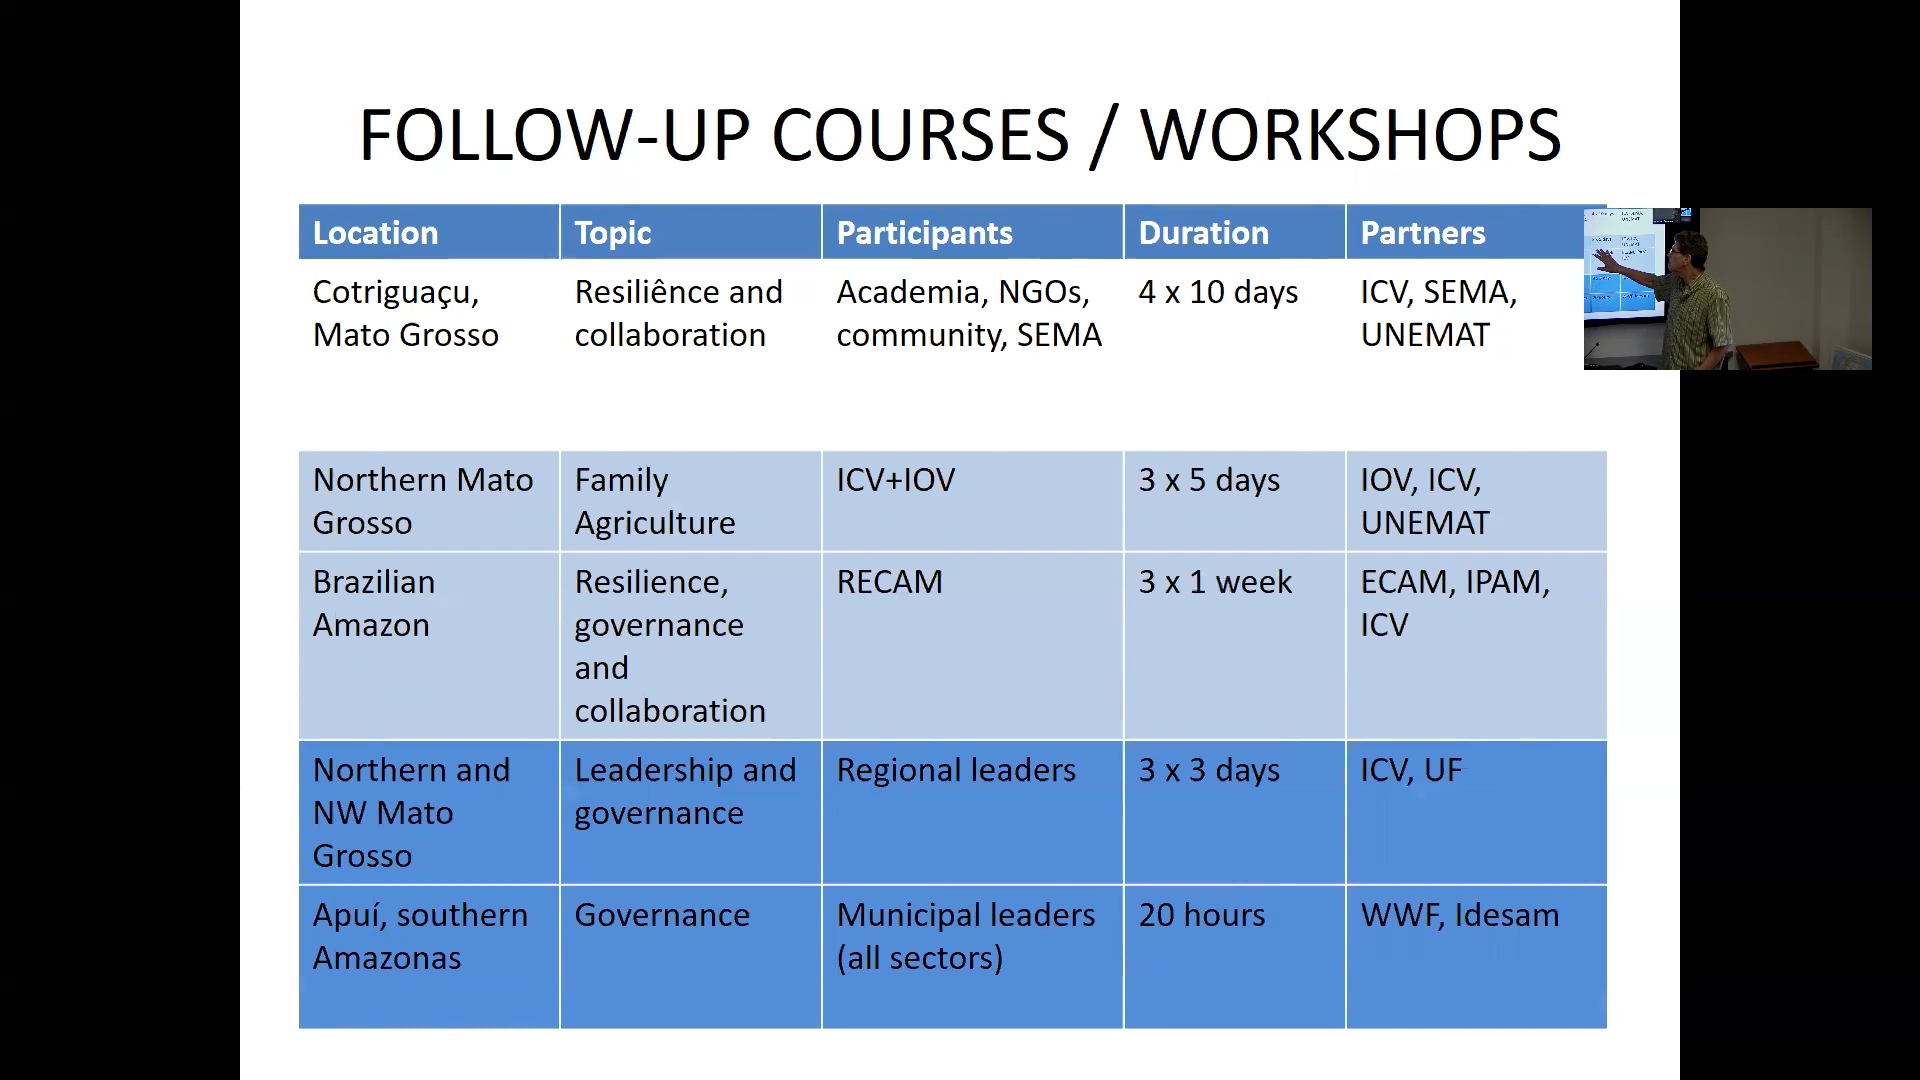 FOLLOW-UP COURSES / WORKSHOPS
Location Topic Participants Duration Partners
Cotriguaçu, Resiliênce and Academia, NGOs, 4 x 10 days ICV, SEMA,
Mato Grosso collaboration community, SEMA UNEMAT
Northern Mato Family ICV+IOV 3 x 5 days IOV, ICV,
Grosso Agriculture UNEMAT
Brazilian Resilience, RECAM 3 x 1 week ECAM, IPAM,
Amazon governance ICV
and
collaboration
Northern and Leadership and Regional leaders 3 x 3 days ICV, UF
NW Mato governance
Grosso
Apuí, southern Governance Municipal leaders 20 hours WWF, Idesam
Amazonas (all sectors)